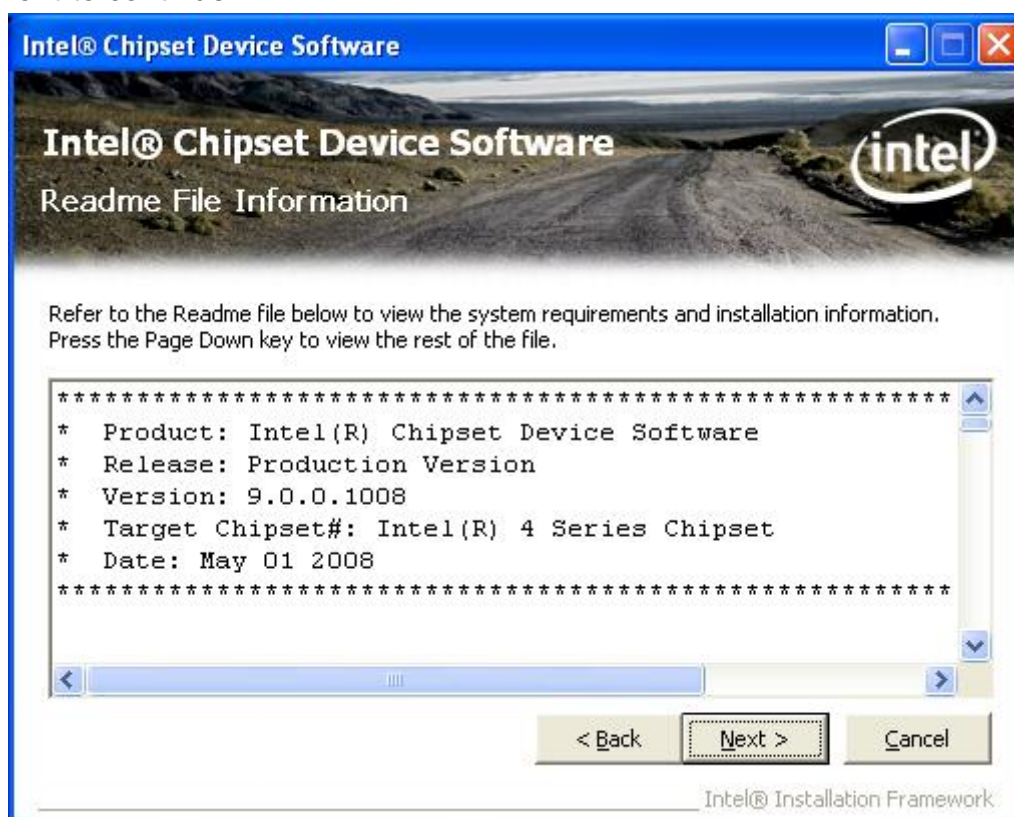 Intel® Chipset Device Software
Intel® Chipset Device Software
intel
Readme File Information
Refer to the Readme file below to view the system requirements and installation information.
Press the Page Down key to view the rest of the file.
************************************************************
* Product: Intel(R) Chipset Device Software
* Release: Production Version
* Version: 9.0.0.1008
* Target Chipset#: Intel(R) 4 Series Chipset
* Date: May 01 2008
************************************************************
< Back
Next >
Cancel
Intel® Installation Framework